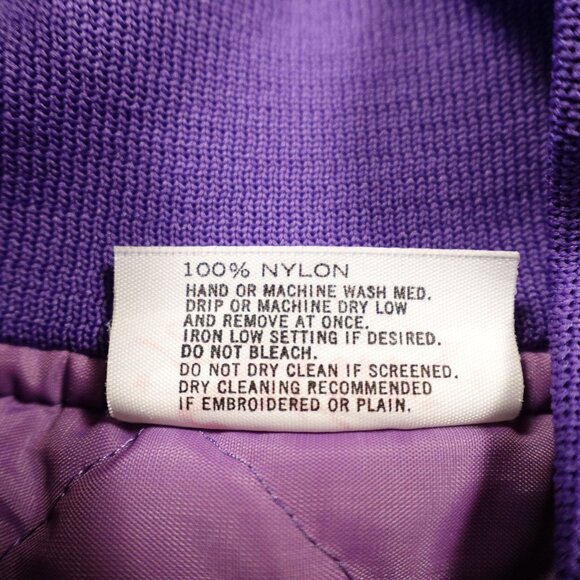 100% NYLON
HAND OR MACHINE WASH MED.
DRIP OR MACHINE DRY LOW
AND REMOVE AT ONCE.
IRON LOW SETTING IF DESIRED.
DO NOT BLEACH.
DO NOT DRY CLEAN IF SCREENED.
DRY CLEANING RECOMMENDED
IF EMBROIDERED OR PLAIN.